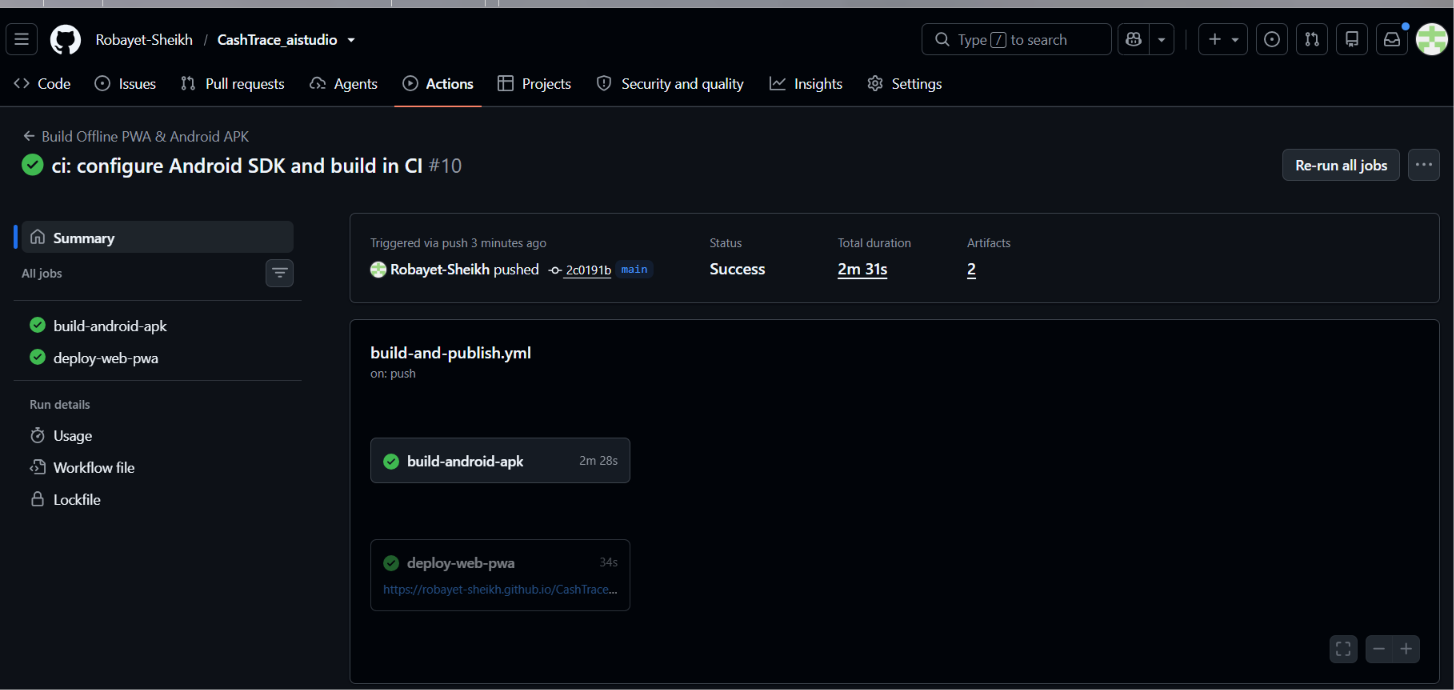 Robayet-Sheikh / CashTrace_aistudio
Type / to search
Code Issues Pull requests Agents Actions Projects Security and quality Insights Settings
Build Offline PWA & Android APK
ci: configure Android SDK and build in CI #10
Re-run all jobs
Summary
All jobs
build-android-apk
deploy-web-pwa
Run details
Usage
Workflow file
Lockfile
Triggered via push 3 minutes ago
Robayet-Sheikh pushed 2c0191b main
Status
Success
Total duration
2m 31s
Artifacts
2
build-and-publish.yml
on: push
build-android-apk 2m 28s
deploy-web-pwa 34s
https://robayet-sheikh.github.io/CashTrace...